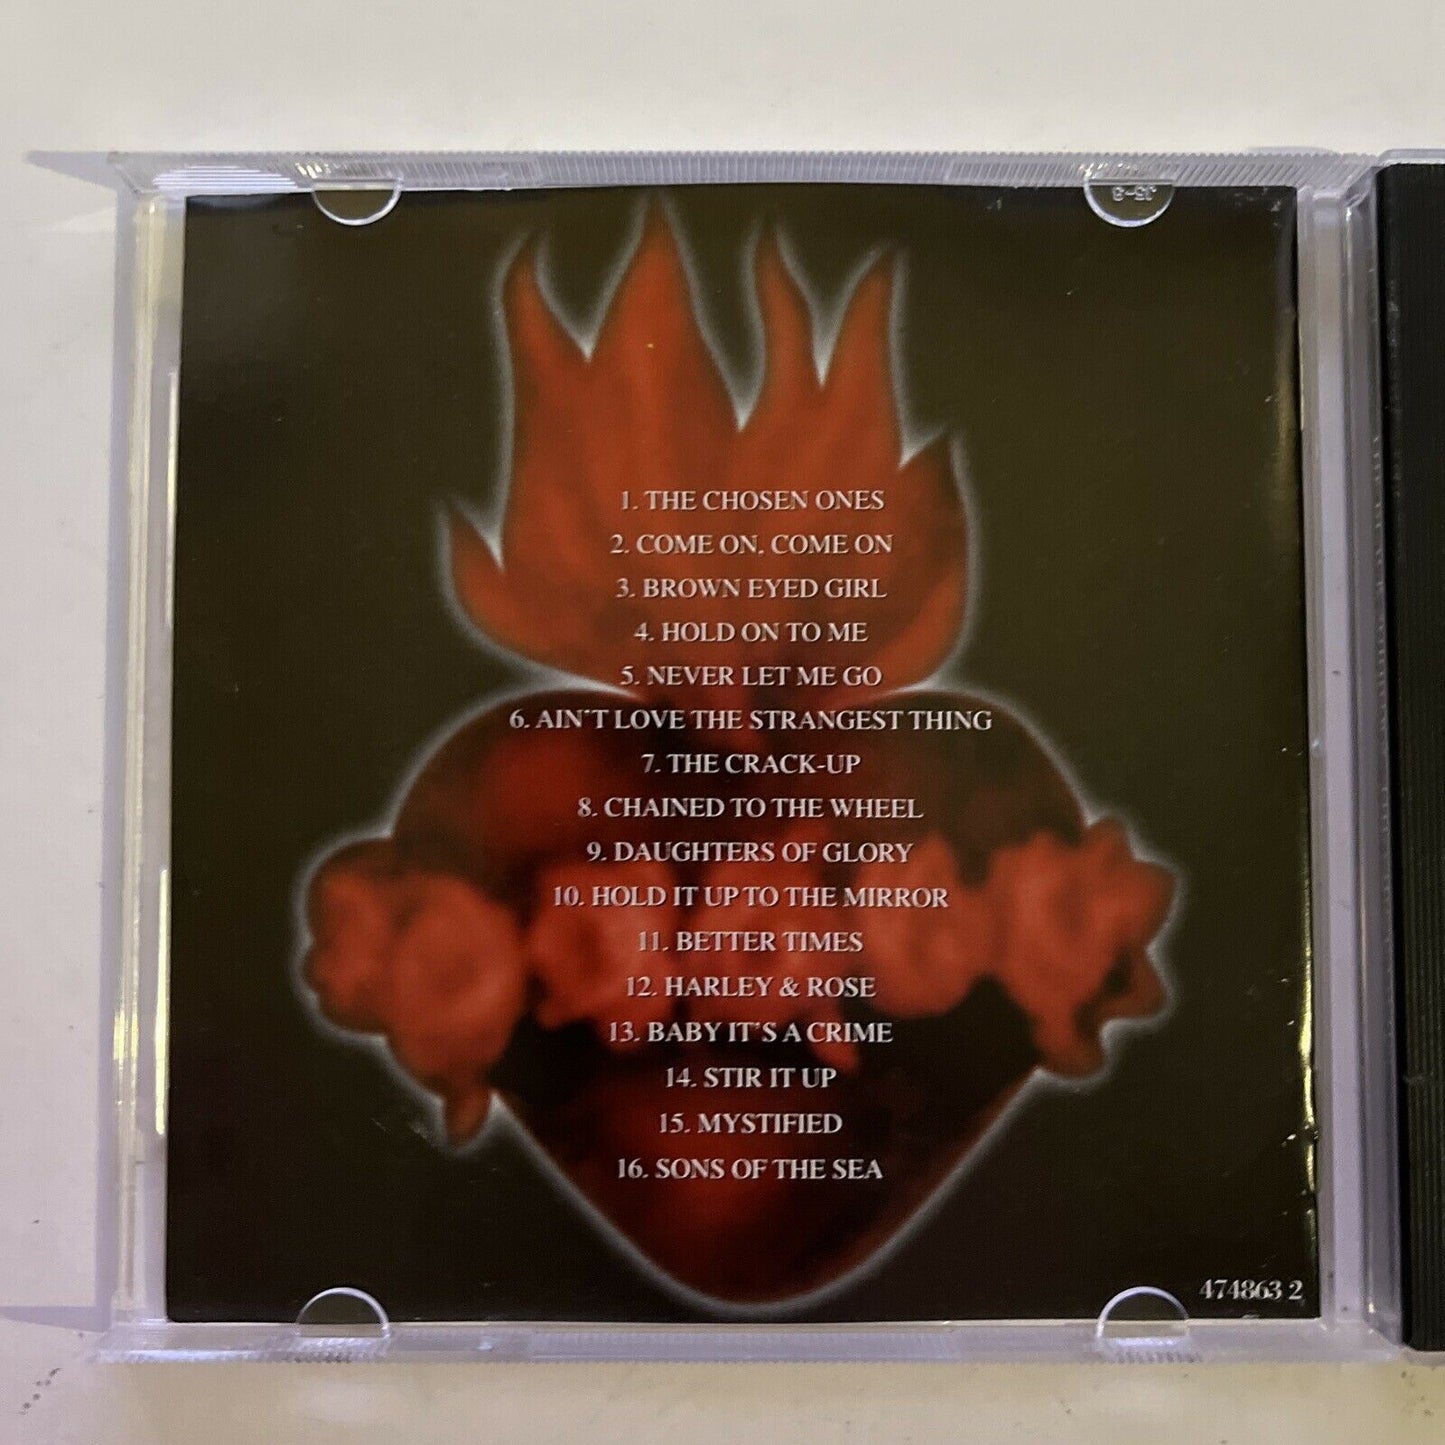 1. THE CHOSEN ONES
2. COME ON, COME ON
3. BROWN EYED GIRL
4. HOLD ON TO ME
5. NEVER LET ME GO
6. AIN'T LOVE THE STRANGEST THING
7. THE CRACK-UP
8. CHAINED TO THE WHEEL
9. DAUGHTERS OF GLORY
10. HOLD IT UP TO THE MIRROR
11. BETTER TIMES
12. HARLEY & ROSE
13. BABY IT'S A CRIME
14. STIR IT UP
15. MYSTIFIED
16. SONS OF THE SEA
474863 2